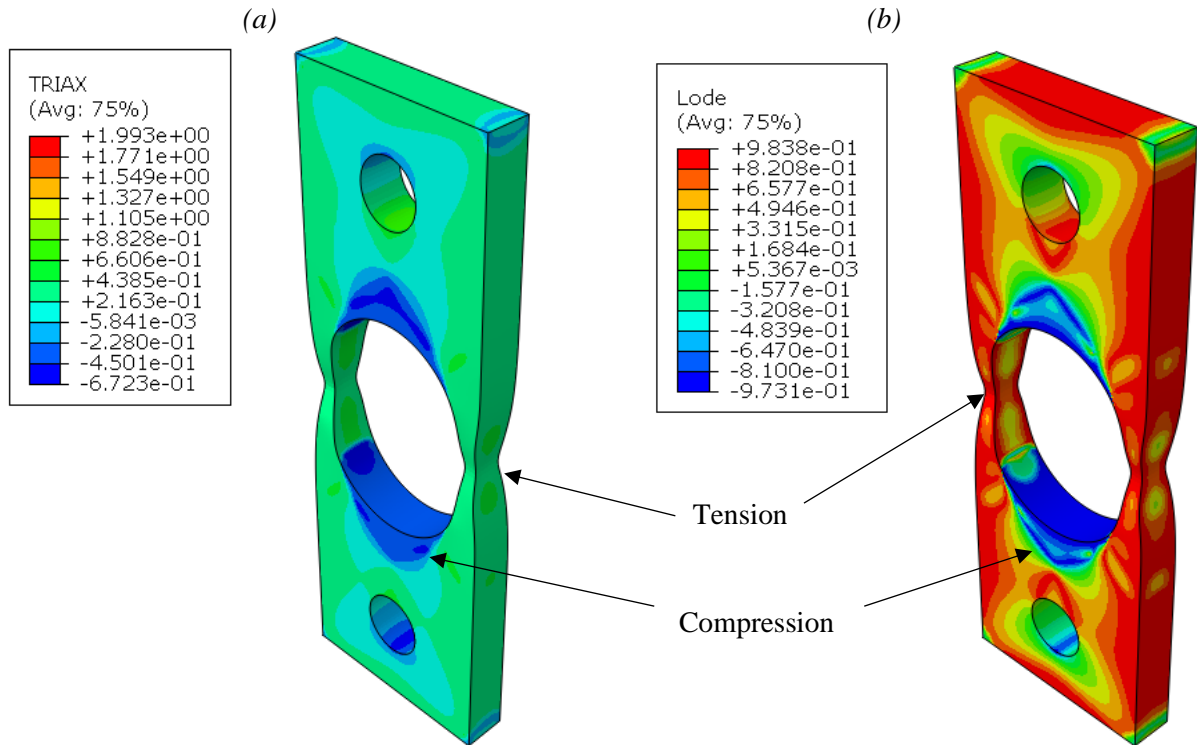 (a)
(b)
TRIAX
(Avg: 75%)
+1.993e+00
+1.771e+00
+1.549e+00
+1.327e+00
+1.105e+00
+8.828e-01
+6.606e-01
+4.385e-01
+2.163e-01
-5.841e-03
-2.280e-01
-4.501e-01
-6.723e-01
Lode
(Avg: 75%)
+9.838e-01
+8.208e-01
+6.577e-01
+4.946e-01
+3.315e-01
+1.684e-01
+5.367e-03
-1.577e-01
-3.208e-01
-4.839e-01
-6.470e-01
-8.100e-01
-9.731e-01
Tension
Compression